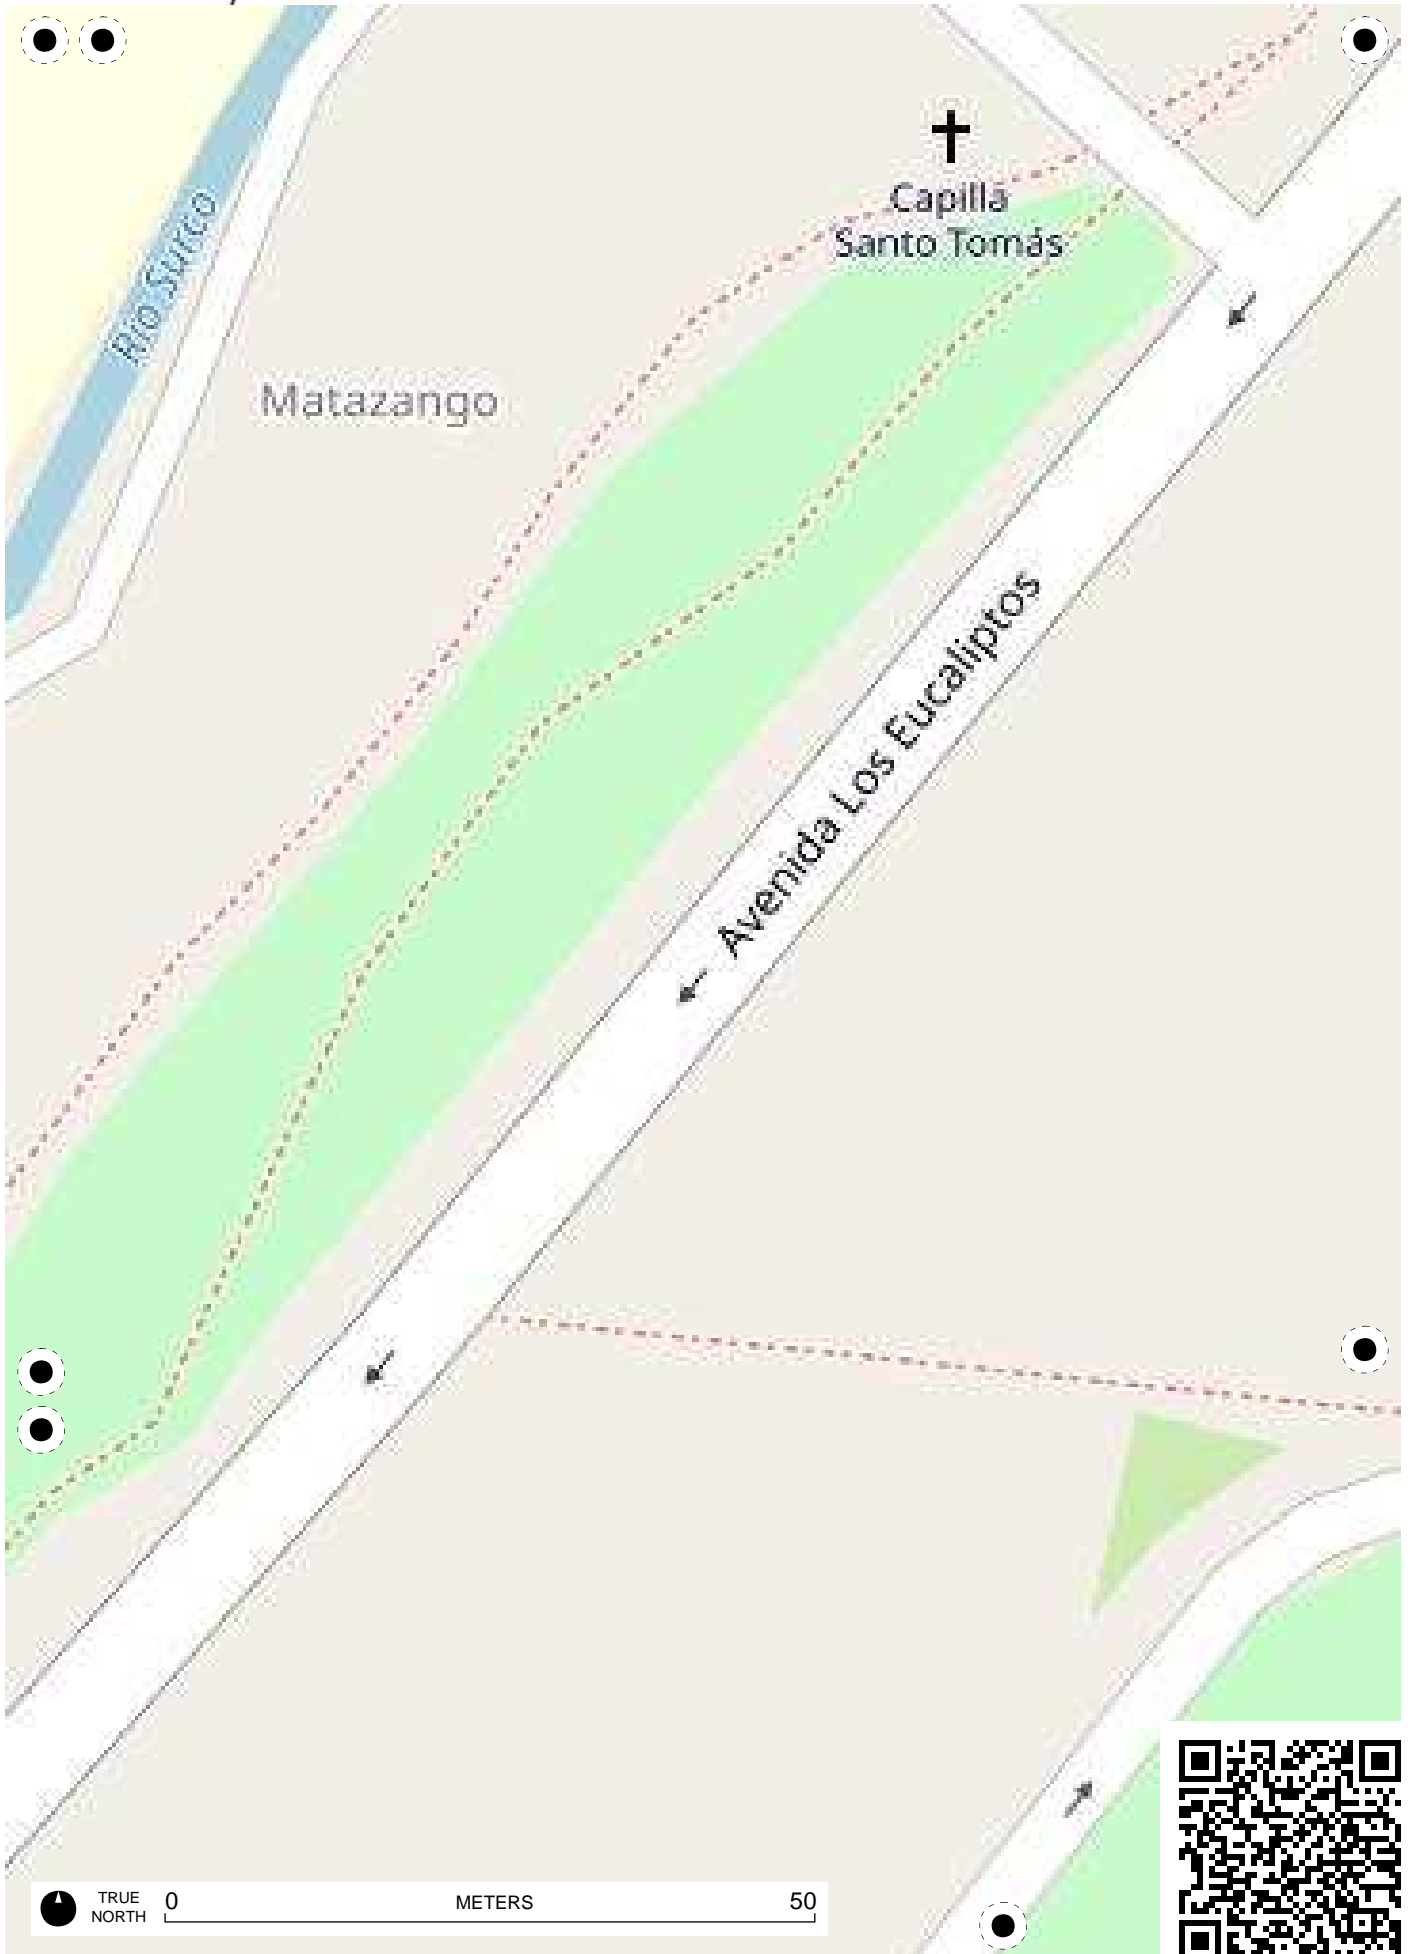 Capilla
Santo Tomás
Río Surco
Matazango
Avenida Los Eucaliptos
TRUE
NORTH
0
METERS
50